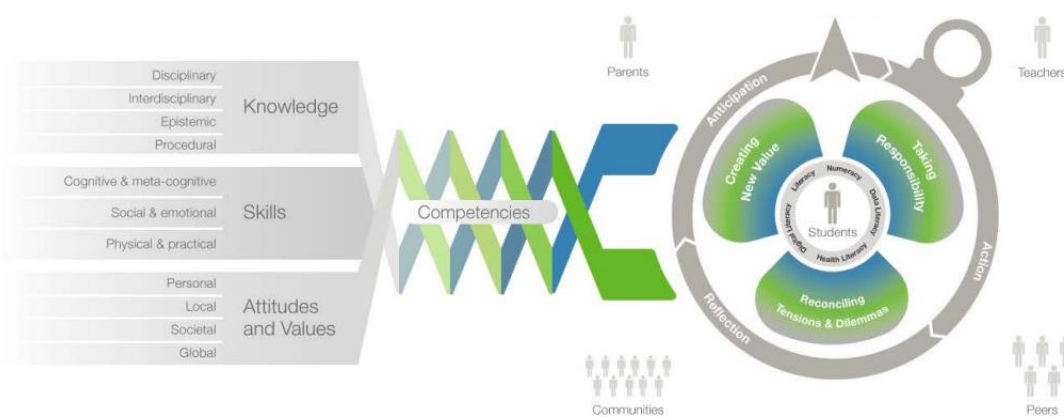 Disciplinary
Interdisciplinary
Epistemic
Procedural
Knowledge
Cognitive & meta-cognitive
Social & emotional
Physical & practical
Skills
Personal
Local
Societal
Global
Attitudes
and Values
Competencies
Parents
Teachers
Communities
Peers
Anticipation
Action
Reflection
Creating
New Value
Taking
Responsibility
Reconciling
Tensions & Dilemmas
Literacy
Numeracy
Data Literacy
Health Literacy
Digital Literacy
Students